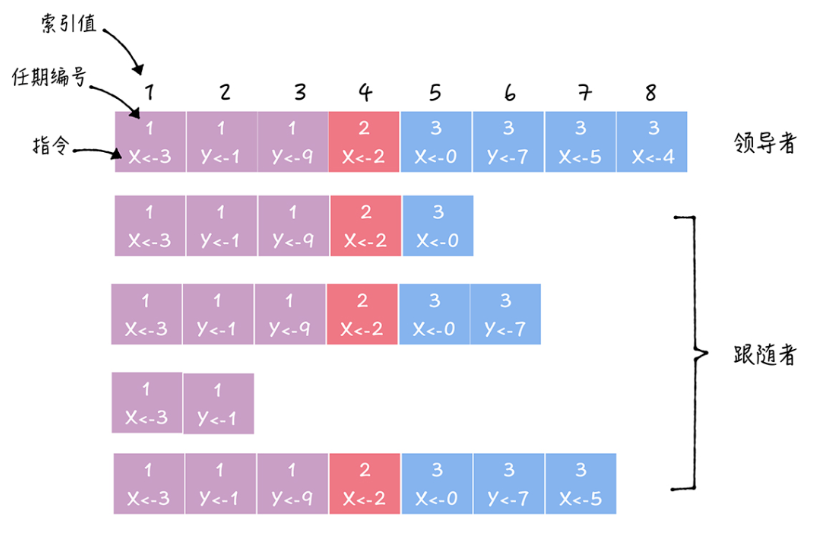 索引值
任期编号
1 2 3 4 5 6 7 8
1 1 1 2 3 3 3 3
指令
X<-3 Y<-1 Y<-9 X<-2 X<-0 Y<-7 X<-5 X<-4
领导者
1 1 1 2 3
X<-3 Y<-1 Y<-9 X<-2 X<-0
1 1 1 2 3 3
X<-3 Y<-1 Y<-9 X<-2 X<-0 Y<-7
跟随者
1 1
X<-3 Y<-1
1 1 1 2 3 3 3
X<-3 Y<-1 Y<-9 X<-2 X<-0 Y<-7 X<-5